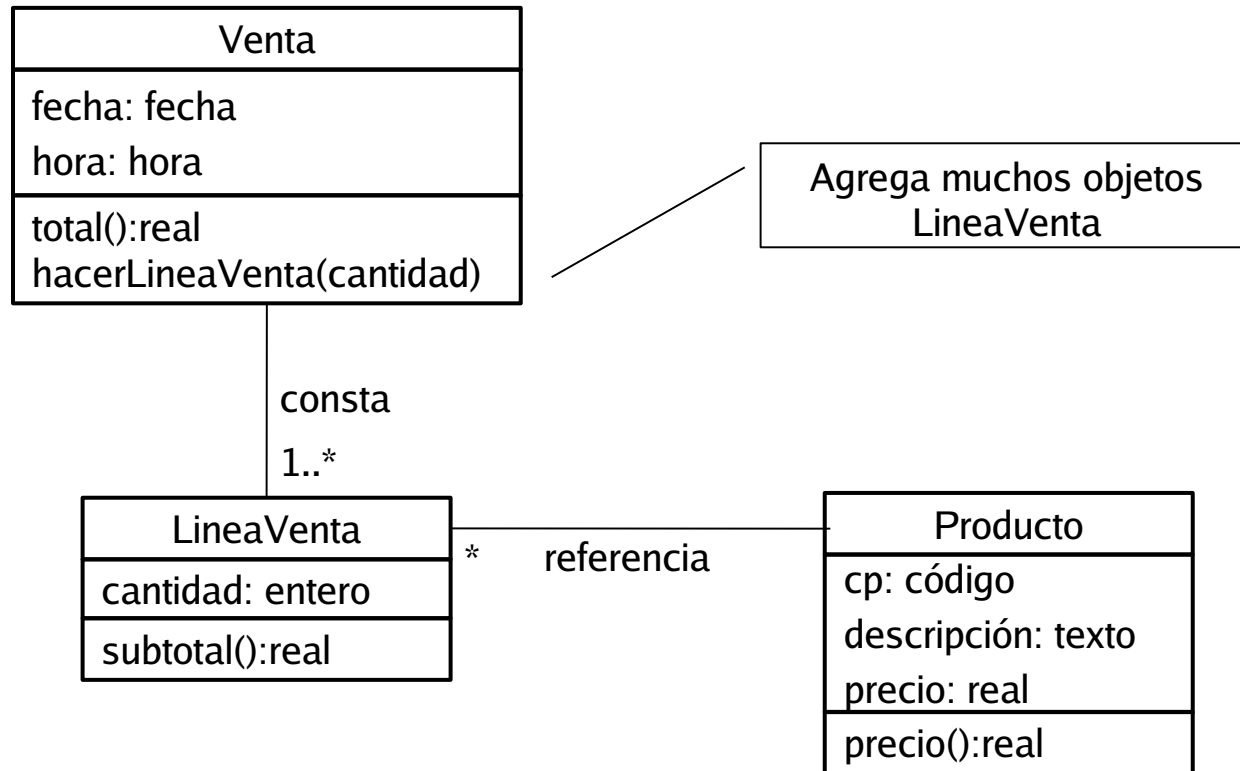 Venta
fecha: fecha
hora: hora
total():real
hacerLineaVenta(cantidad)
Agrega muchos objetos
LineaVenta
consta
1..*
LineaVenta
cantidad: entero
subtotal():real
* referencia
Producto
cp: código
descripción: texto
precio: real
precio():real